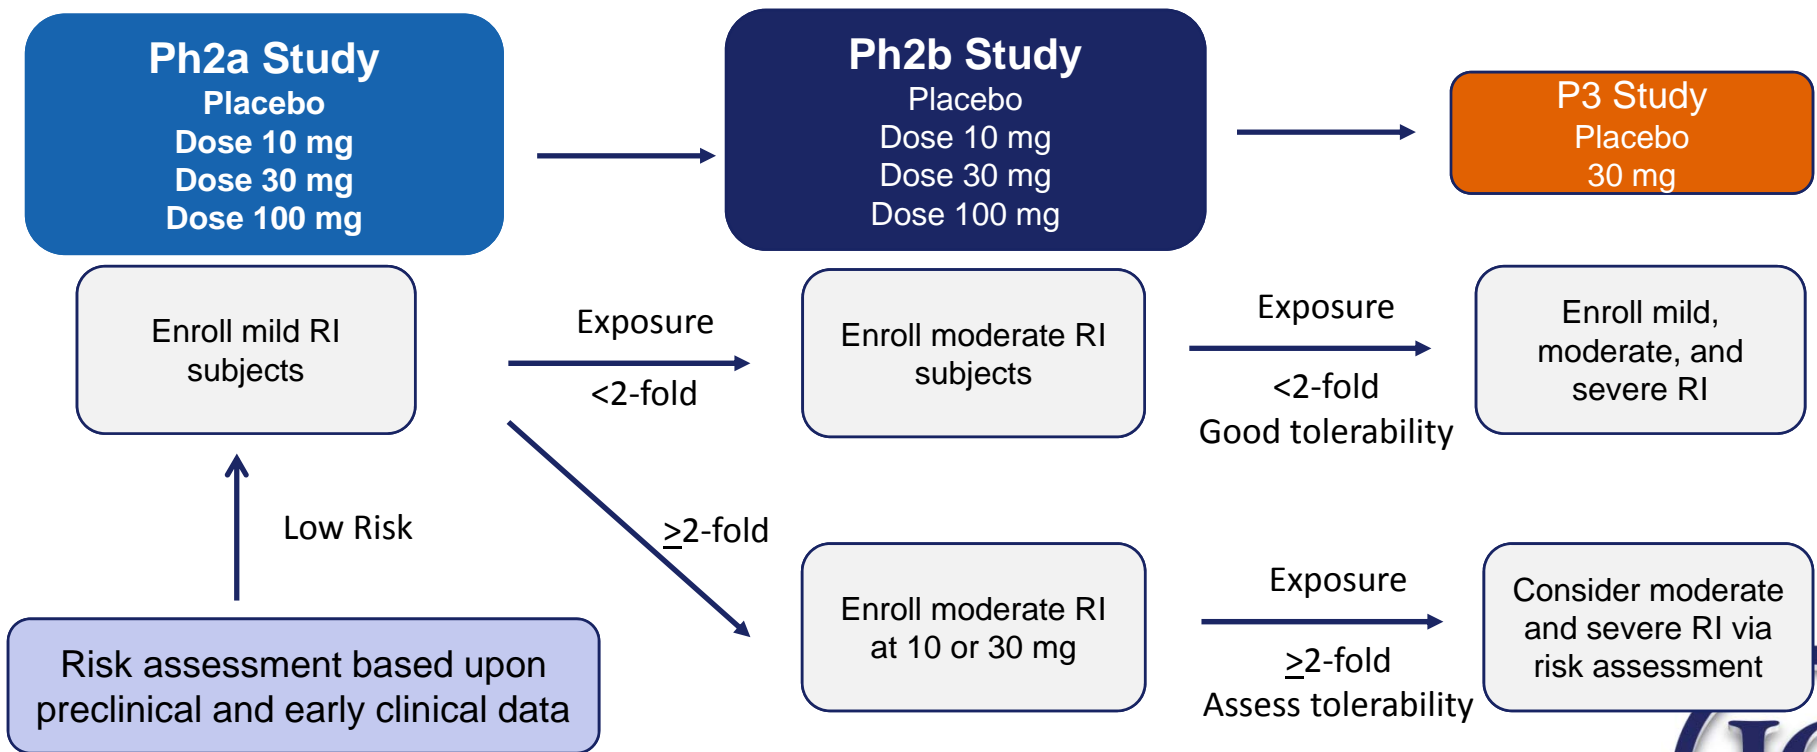 Ph2a Study
Placebo
Dose 10 mg
Dose 30 mg
Dose 100 mg
Ph2b Study
Placebo
Dose 10 mg
Dose 30 mg
Dose 100 mg
P3 Study
Placebo
30 mg
Enroll mild RI
subjects
Exposure
<2-fold
Enroll moderate RI
subjects
Exposure
<2-fold
Good tolerability
Enroll mild,
moderate, and
severe RI
Low Risk
≥2-fold
Enroll moderate RI
at 10 or 30 mg
Exposure
≥2-fold
Assess tolerability
Consider moderate
and severe RI via
risk assessment
Risk assessment based upon
preclinical and early clinical data